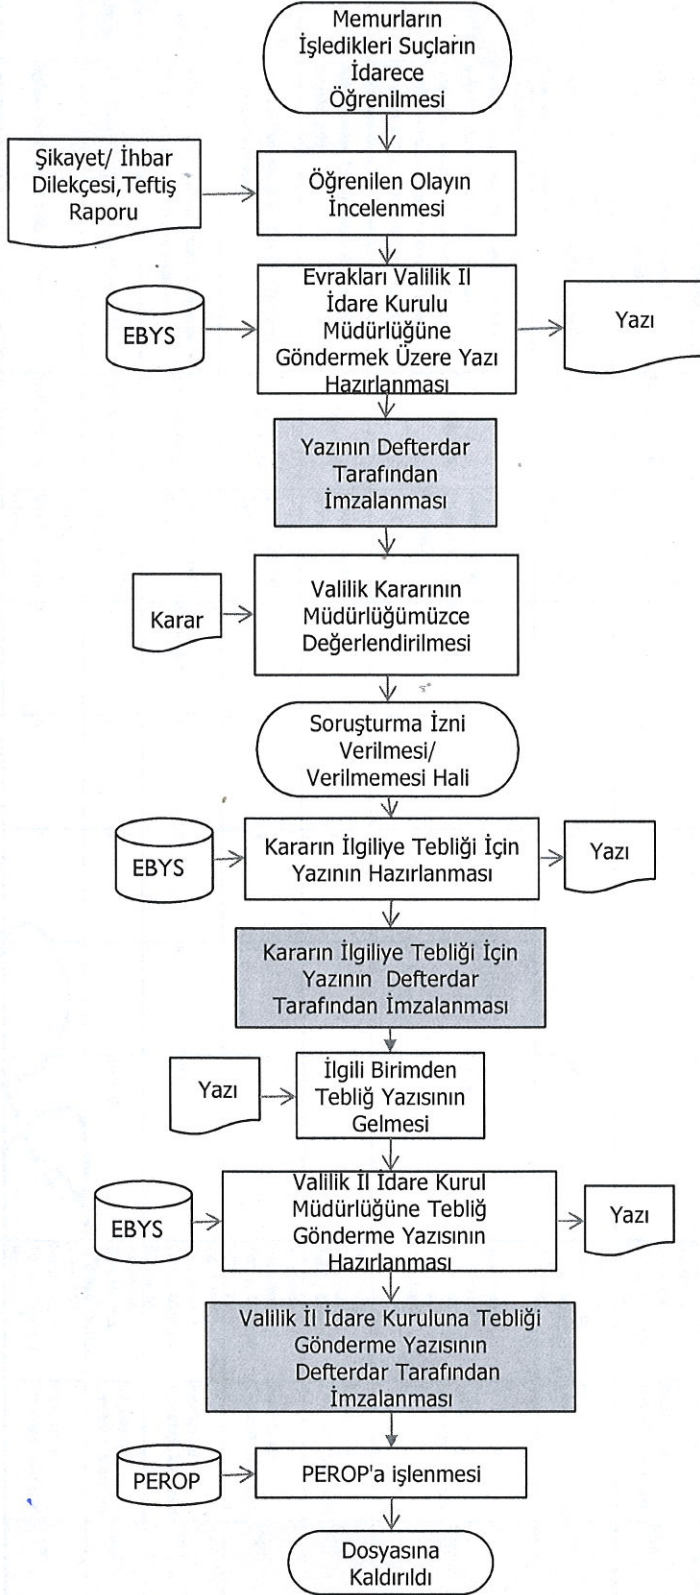 Memurların
İşledikleri Suçların
İdarece
Öğrenilmesi
Şikayet/ İhbar
Dilekçesi,Teftiş
Raporu
Öğrenilen Olayın
İncelenmesi
Evrakları Valilik Il
İdare Kurulu
Müdürlüğüne
Göndermek Üzere Yazı
Hazırlanması
EBYS
Yazı
Yazının Defterdar
Tarafından
İmzalanması
Karar
Valilik Kararının
Müdürlüğümüzce
Değerlendirilmesi
Soruşturma İzni
Verilmesi/
Verilmemesi Hali
EBYS
Kararın İlgiliye Tebliği İçin
Yazının Hazırlanması
Yazı
Kararın İlgiliye Tebliği İçin
Yazının Defterdar
Tarafından İmzalanması
Yazı
İlgili Birimden
Tebliğ Yazısının
Gelmesi
EBYS
Valilik İl İdare Kurul
Müdürlüğüne Tebliğ
Gönderme Yazısının
Hazırlanması
Yazı
Valilik İl İdare Kuruluna Tebliği
Gönderme Yazısının
Defterdar Tarafından
İmzalanması
PEROP
PEROP'a işlenmesi
Dosyasına
Kaldırıldı